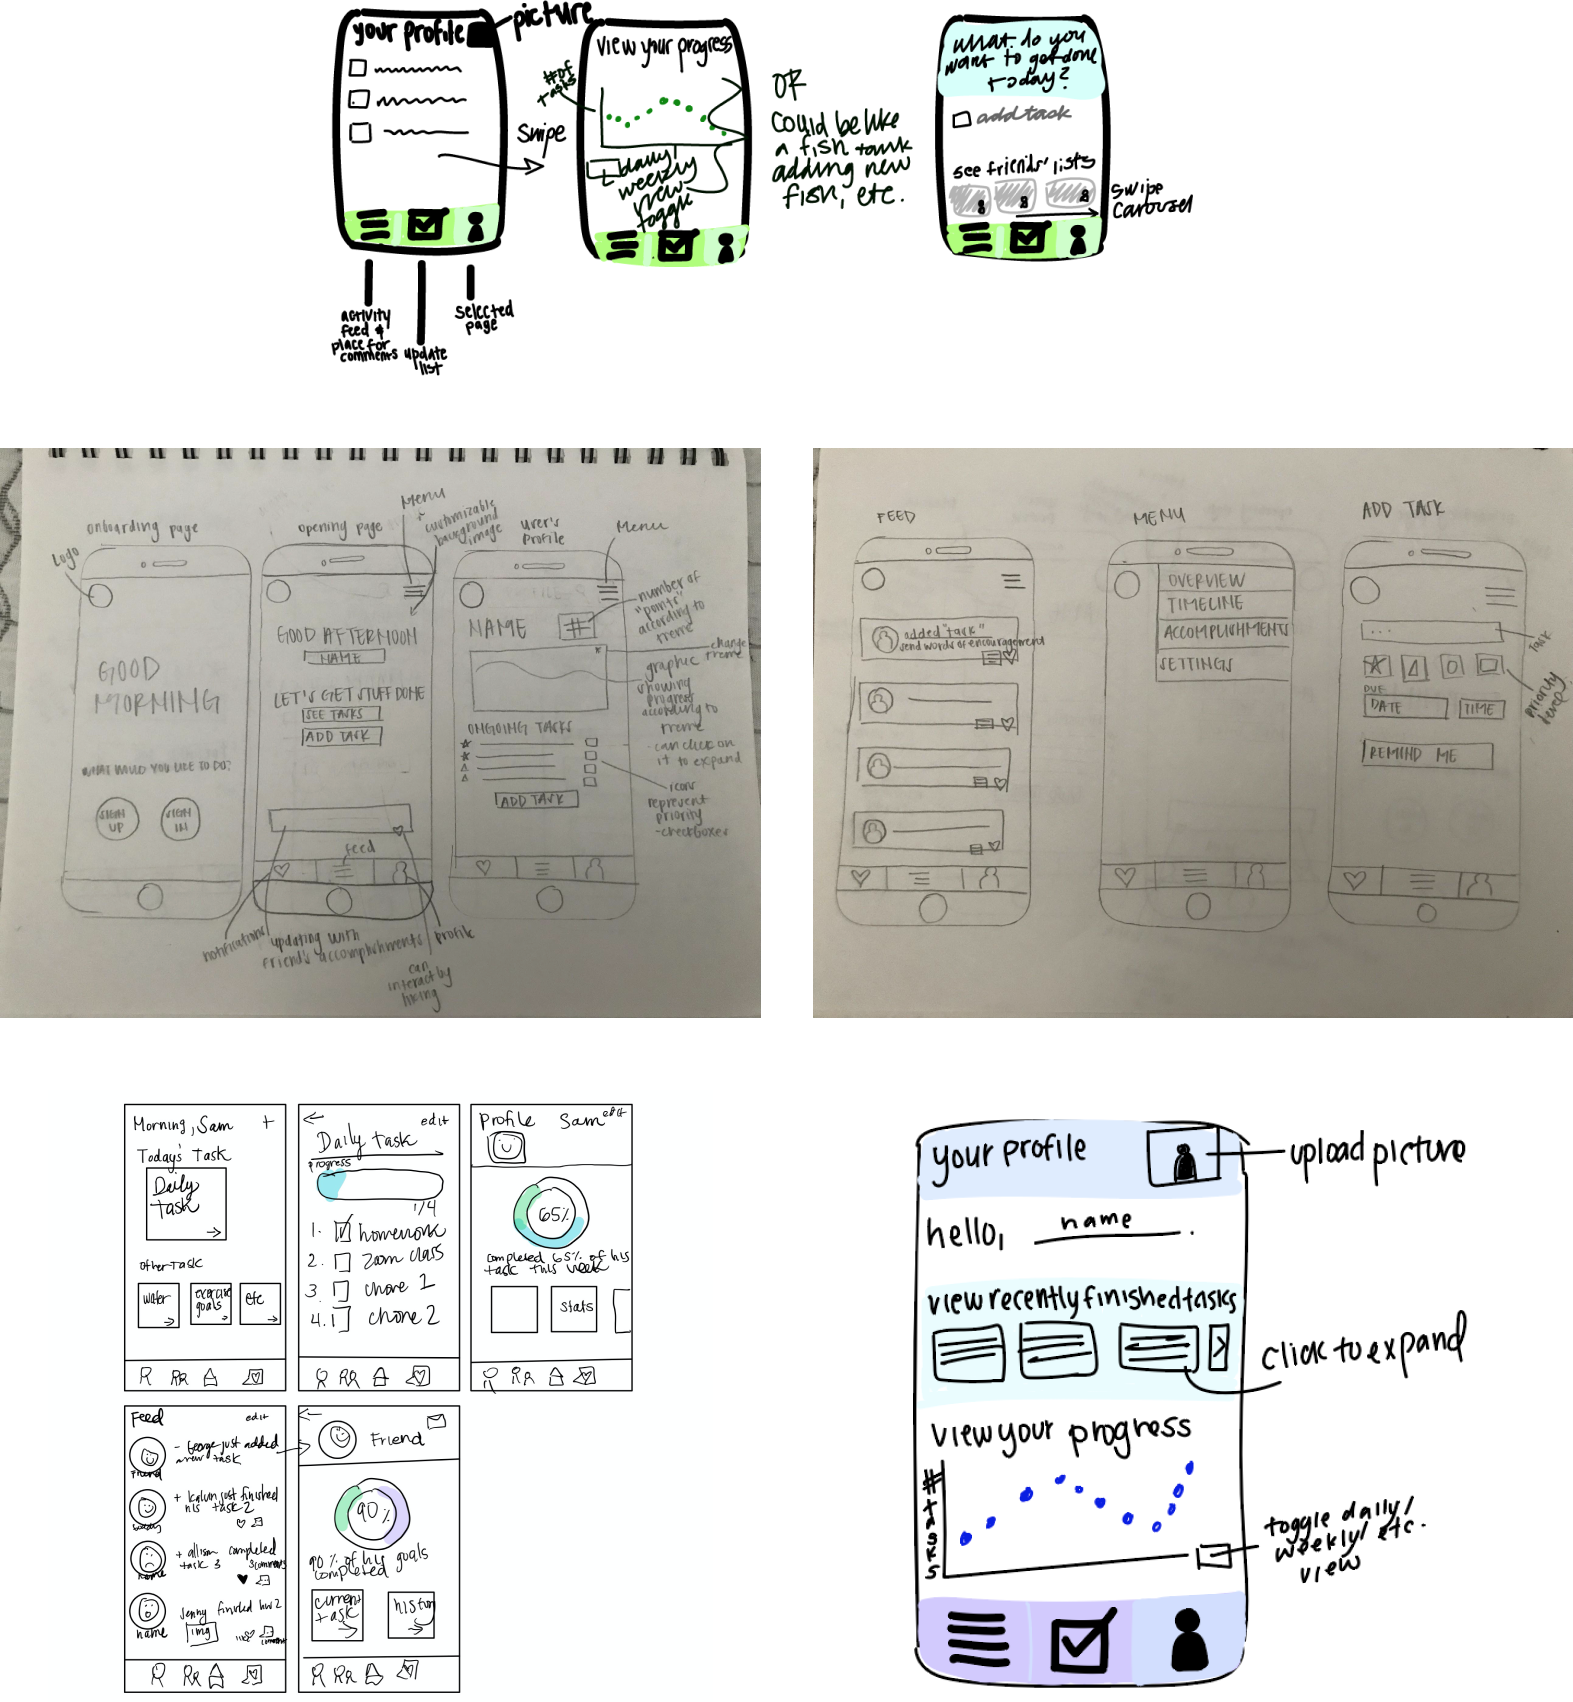 your profile
picture
swipe
activity
feed &
place for
comments
update
list
selected
page
view your progress
# of
tasks
daily
weekly
view
toggle
OR
could be like
a fish tank
adding new
fish, etc.
what do you
want to get done
today?
add task
see friends' lists
swipe
carousel
onboarding page
Logo
GOOD
MORNING
WHAT WOULD YOU LIKE TO DO?
SIGN
UP
SIGN
IN
opening page
Menu
+
customizable
background
image
GOOD AFTERNOON
NAME
LET'S GET STUFF DONE
SEE TASKS
ADD TASK
feed
notifications
updating with
friend's accomplishments
profile
can
interact by
liking
user's
profile
Menu
NAME
#
number of
"points"
according to
theme
change
theme
graphic
showing
progress
according to
theme
- can click on
it to expand
ONGOING TASKS
ADD TASK
icons
represent
priority
- checkboxes
FEED
added "task"
send words of encouragement
MENU
OVERVIEW
TIMELINE
ACCOMPLISHMENTS
SETTINGS
ADD TASK
...
Task
priority
level
DUE
DATE
TIME
REMIND ME
Morning, Sam +
Today's Task
Daily
task
other task
water
exercise
goals
etc
edit
Daily task
progress
1/4
1. homework
2. zoom class
3. chore 1
4. chore 2
Profile Sam edit
65%
completed 65% of his
task this week
stats
Feed edit
- George just added
a new task
friend
+ kalvin just finished
his task 2
buddy
+ allison completed
task 3
3 comments
name
Jenny finished hw 2
img
name
comment
Friend
90%
90% of his goals
completed
current
task
history
your profile
upload picture
hello, name .
view recently finished tasks
click to expand
view your progress
# tasks
toggle daily/
weekly/ etc.
view